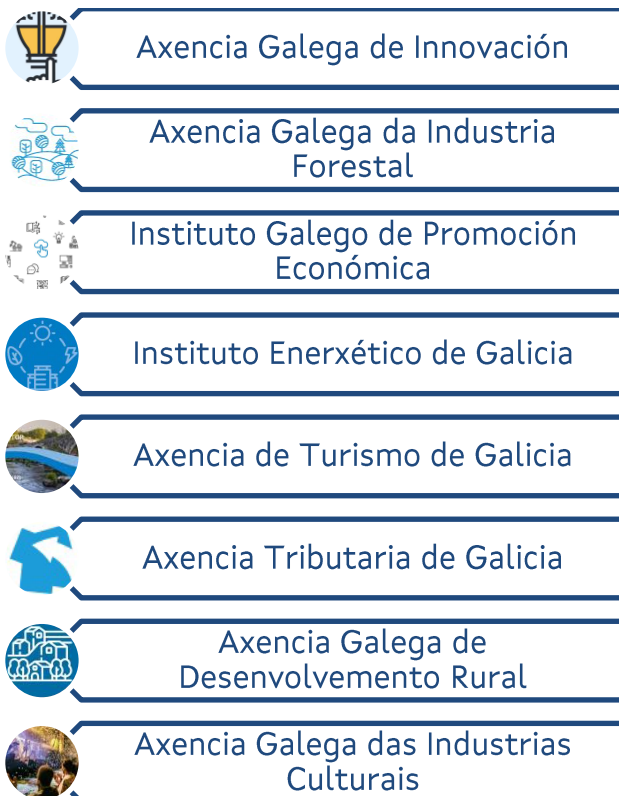 Axencia Galega de Innovación
Axencia Galega da Industria
Forestal
Instituto Galego de Promoción
Económica
Instituto Enerxético de Galicia
Axencia de Turismo de Galicia
Axencia Tributaria de Galicia
Axencia Galega de
Desenvolvemento Rural
Axencia Galega das Industrias
Culturais